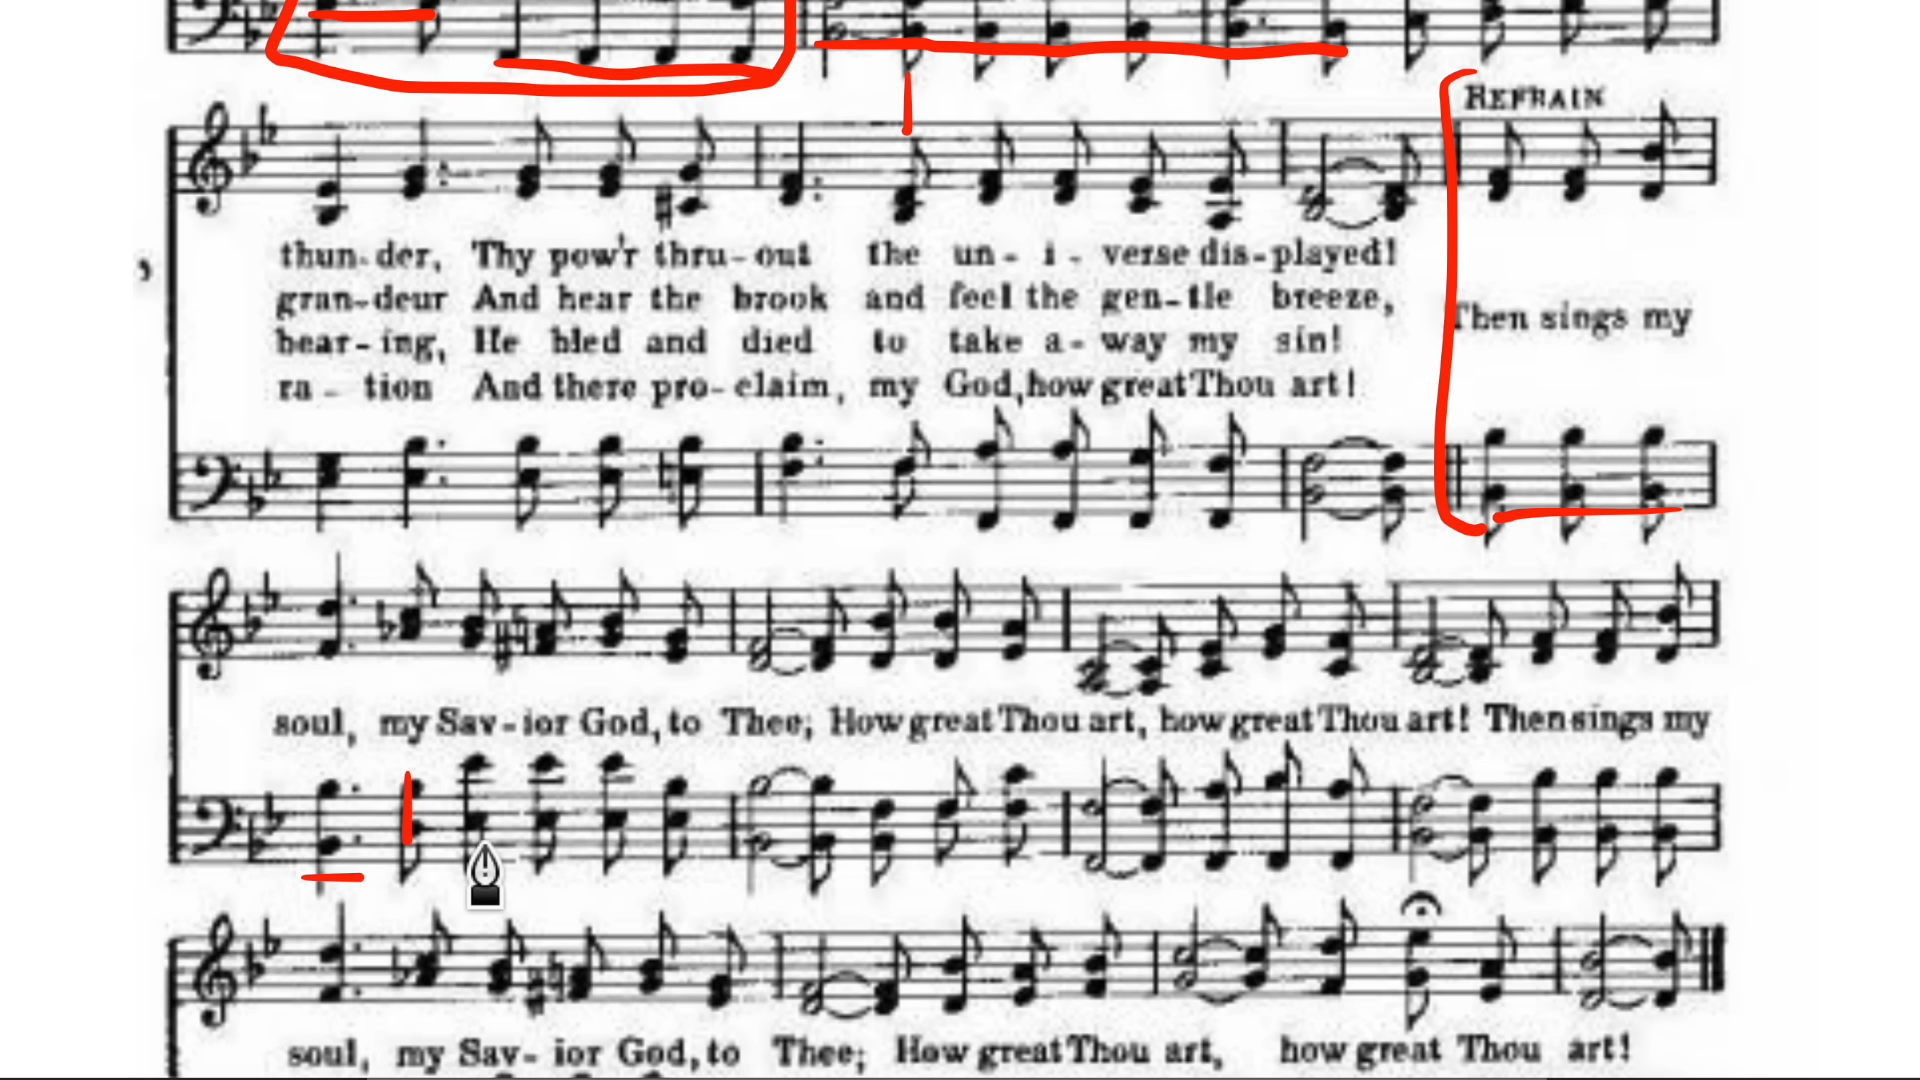 REFRAIN
thun-der, Thy pow'r thru-out the un-i-verse dis-played!
gran-deur And hear the brook and feel the gen-tle breeze,
Then sings my
bear-ing, He bled and died to take a-way my sin!
ra-tion And there pro-claim, my God, how great Thou art!
soul, my Sav-ior God, to Thee; How great Thou art, how great Thou art! Then sings my
soul, my Sav-ior God, to Thee; How great Thou art, how great Thou art!